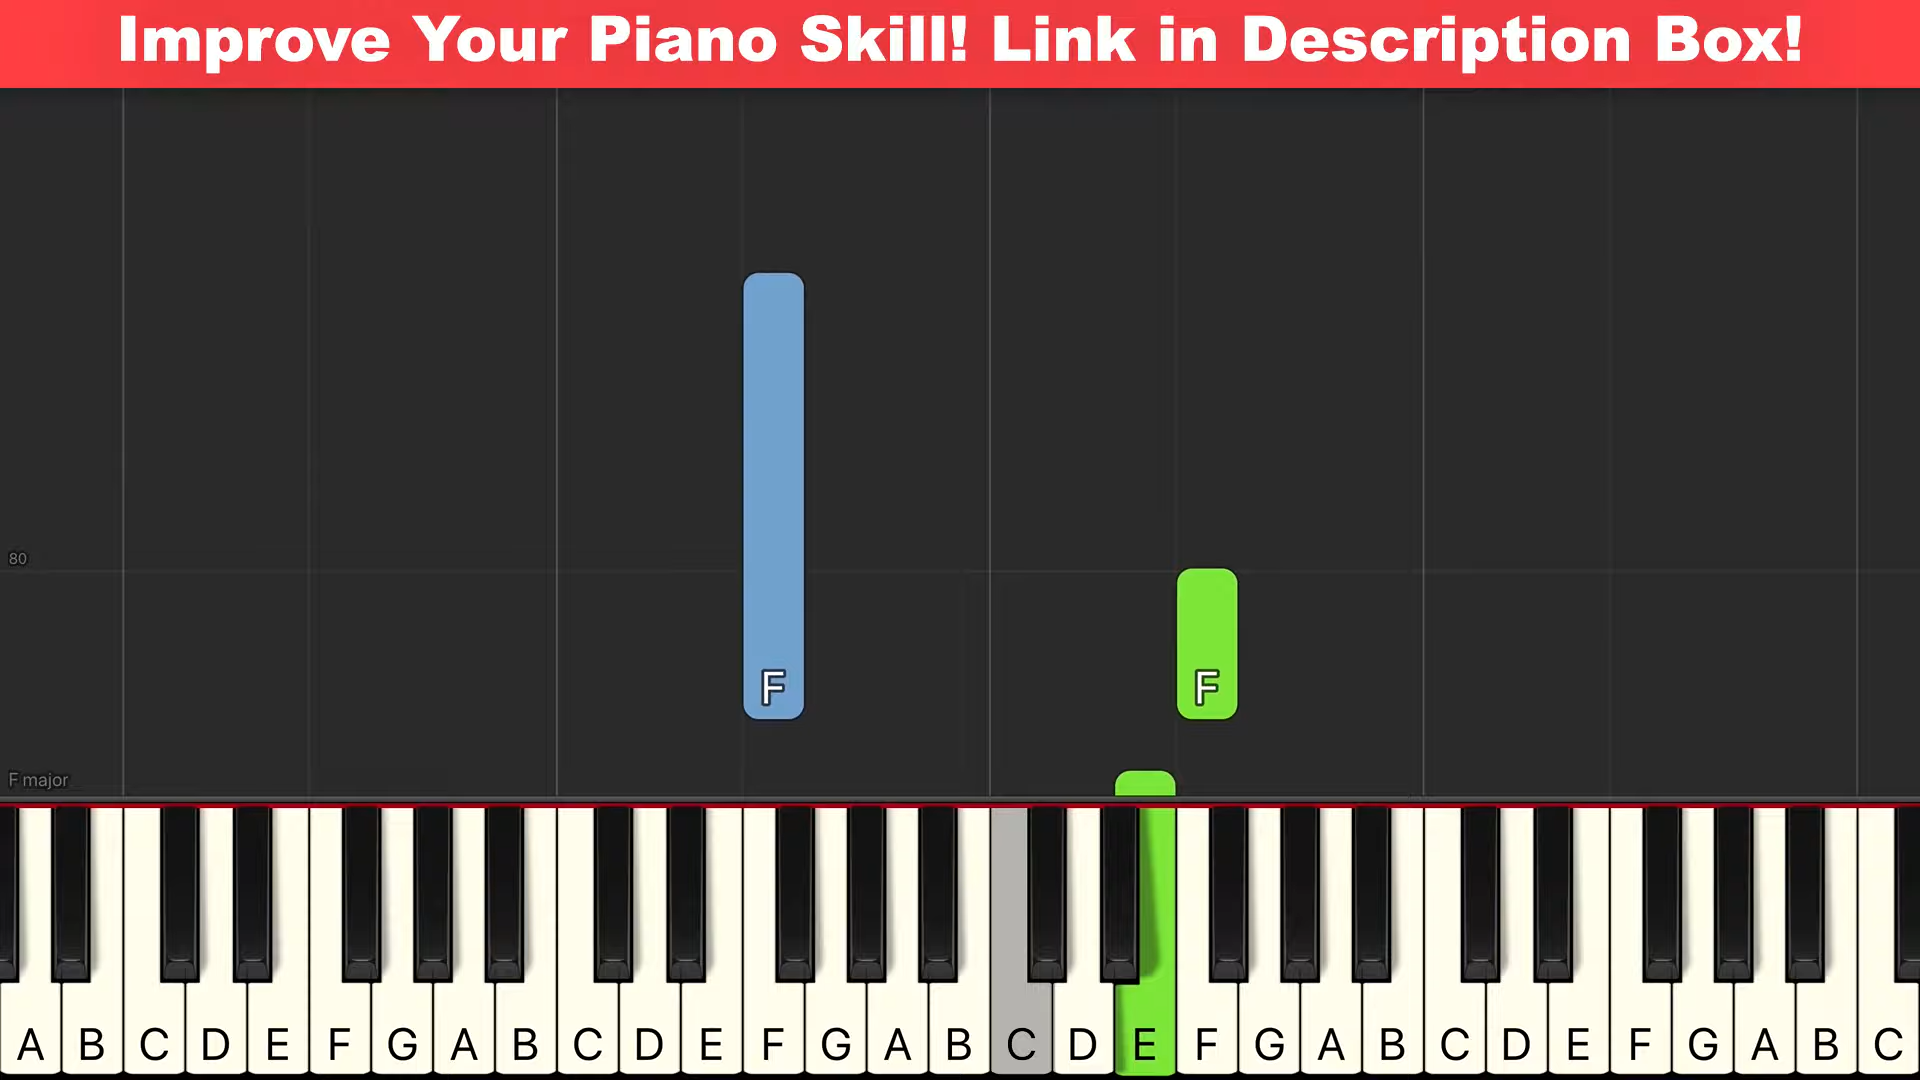 Improve Your Piano Skill! Link in Description Box!
80
F F
F major
A B C D E F G A B C D E F G A B C D E F G A B C D E F G A B C